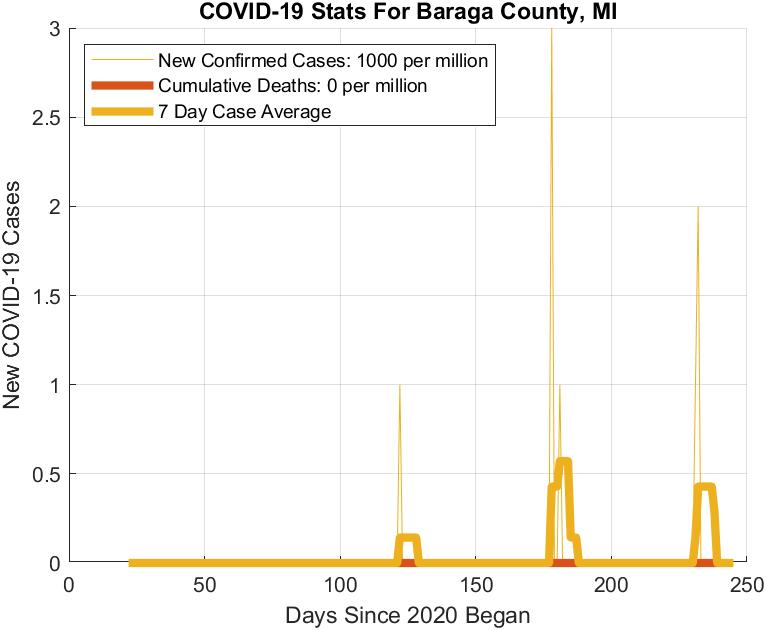 COVID-19 Stats For Baraga County, MI
New Confirmed Cases: 1000 per million
Cumulative Deaths: 0 per million
7 Day Case Average
New COVID-19 Cases
3
2.5
2
1.5
1
0.5
0
0 50 100 150 200 250
Days Since 2020 Began